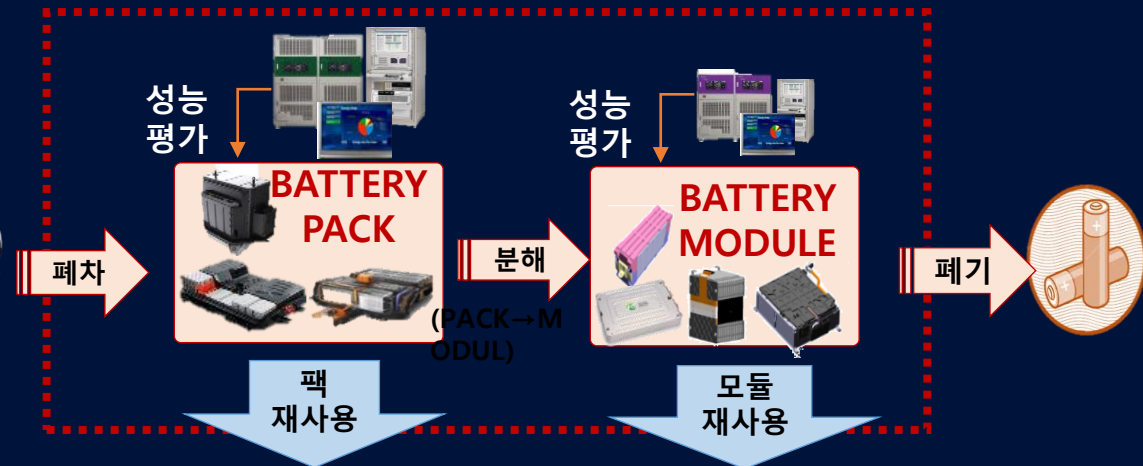 성능
평가
성능
평가
BATTERY
PACK
BATTERY
MODULE
폐차
분해
폐기
(PACK→M
ODUL)
팩
재사용
모듈
재사용